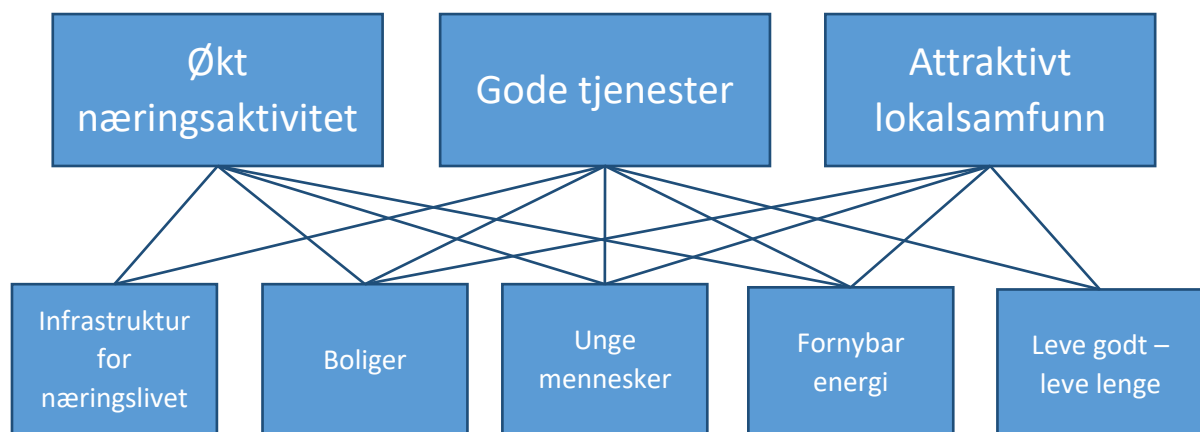 Økt
næringsaktivitet
Gode tjenester
Attraktivt
lokalsamfunn
Infrastruktur
for
næringslivet
Boliger
Unge
mennesker
Fornybar
energi
Leve godt –
leve lenge